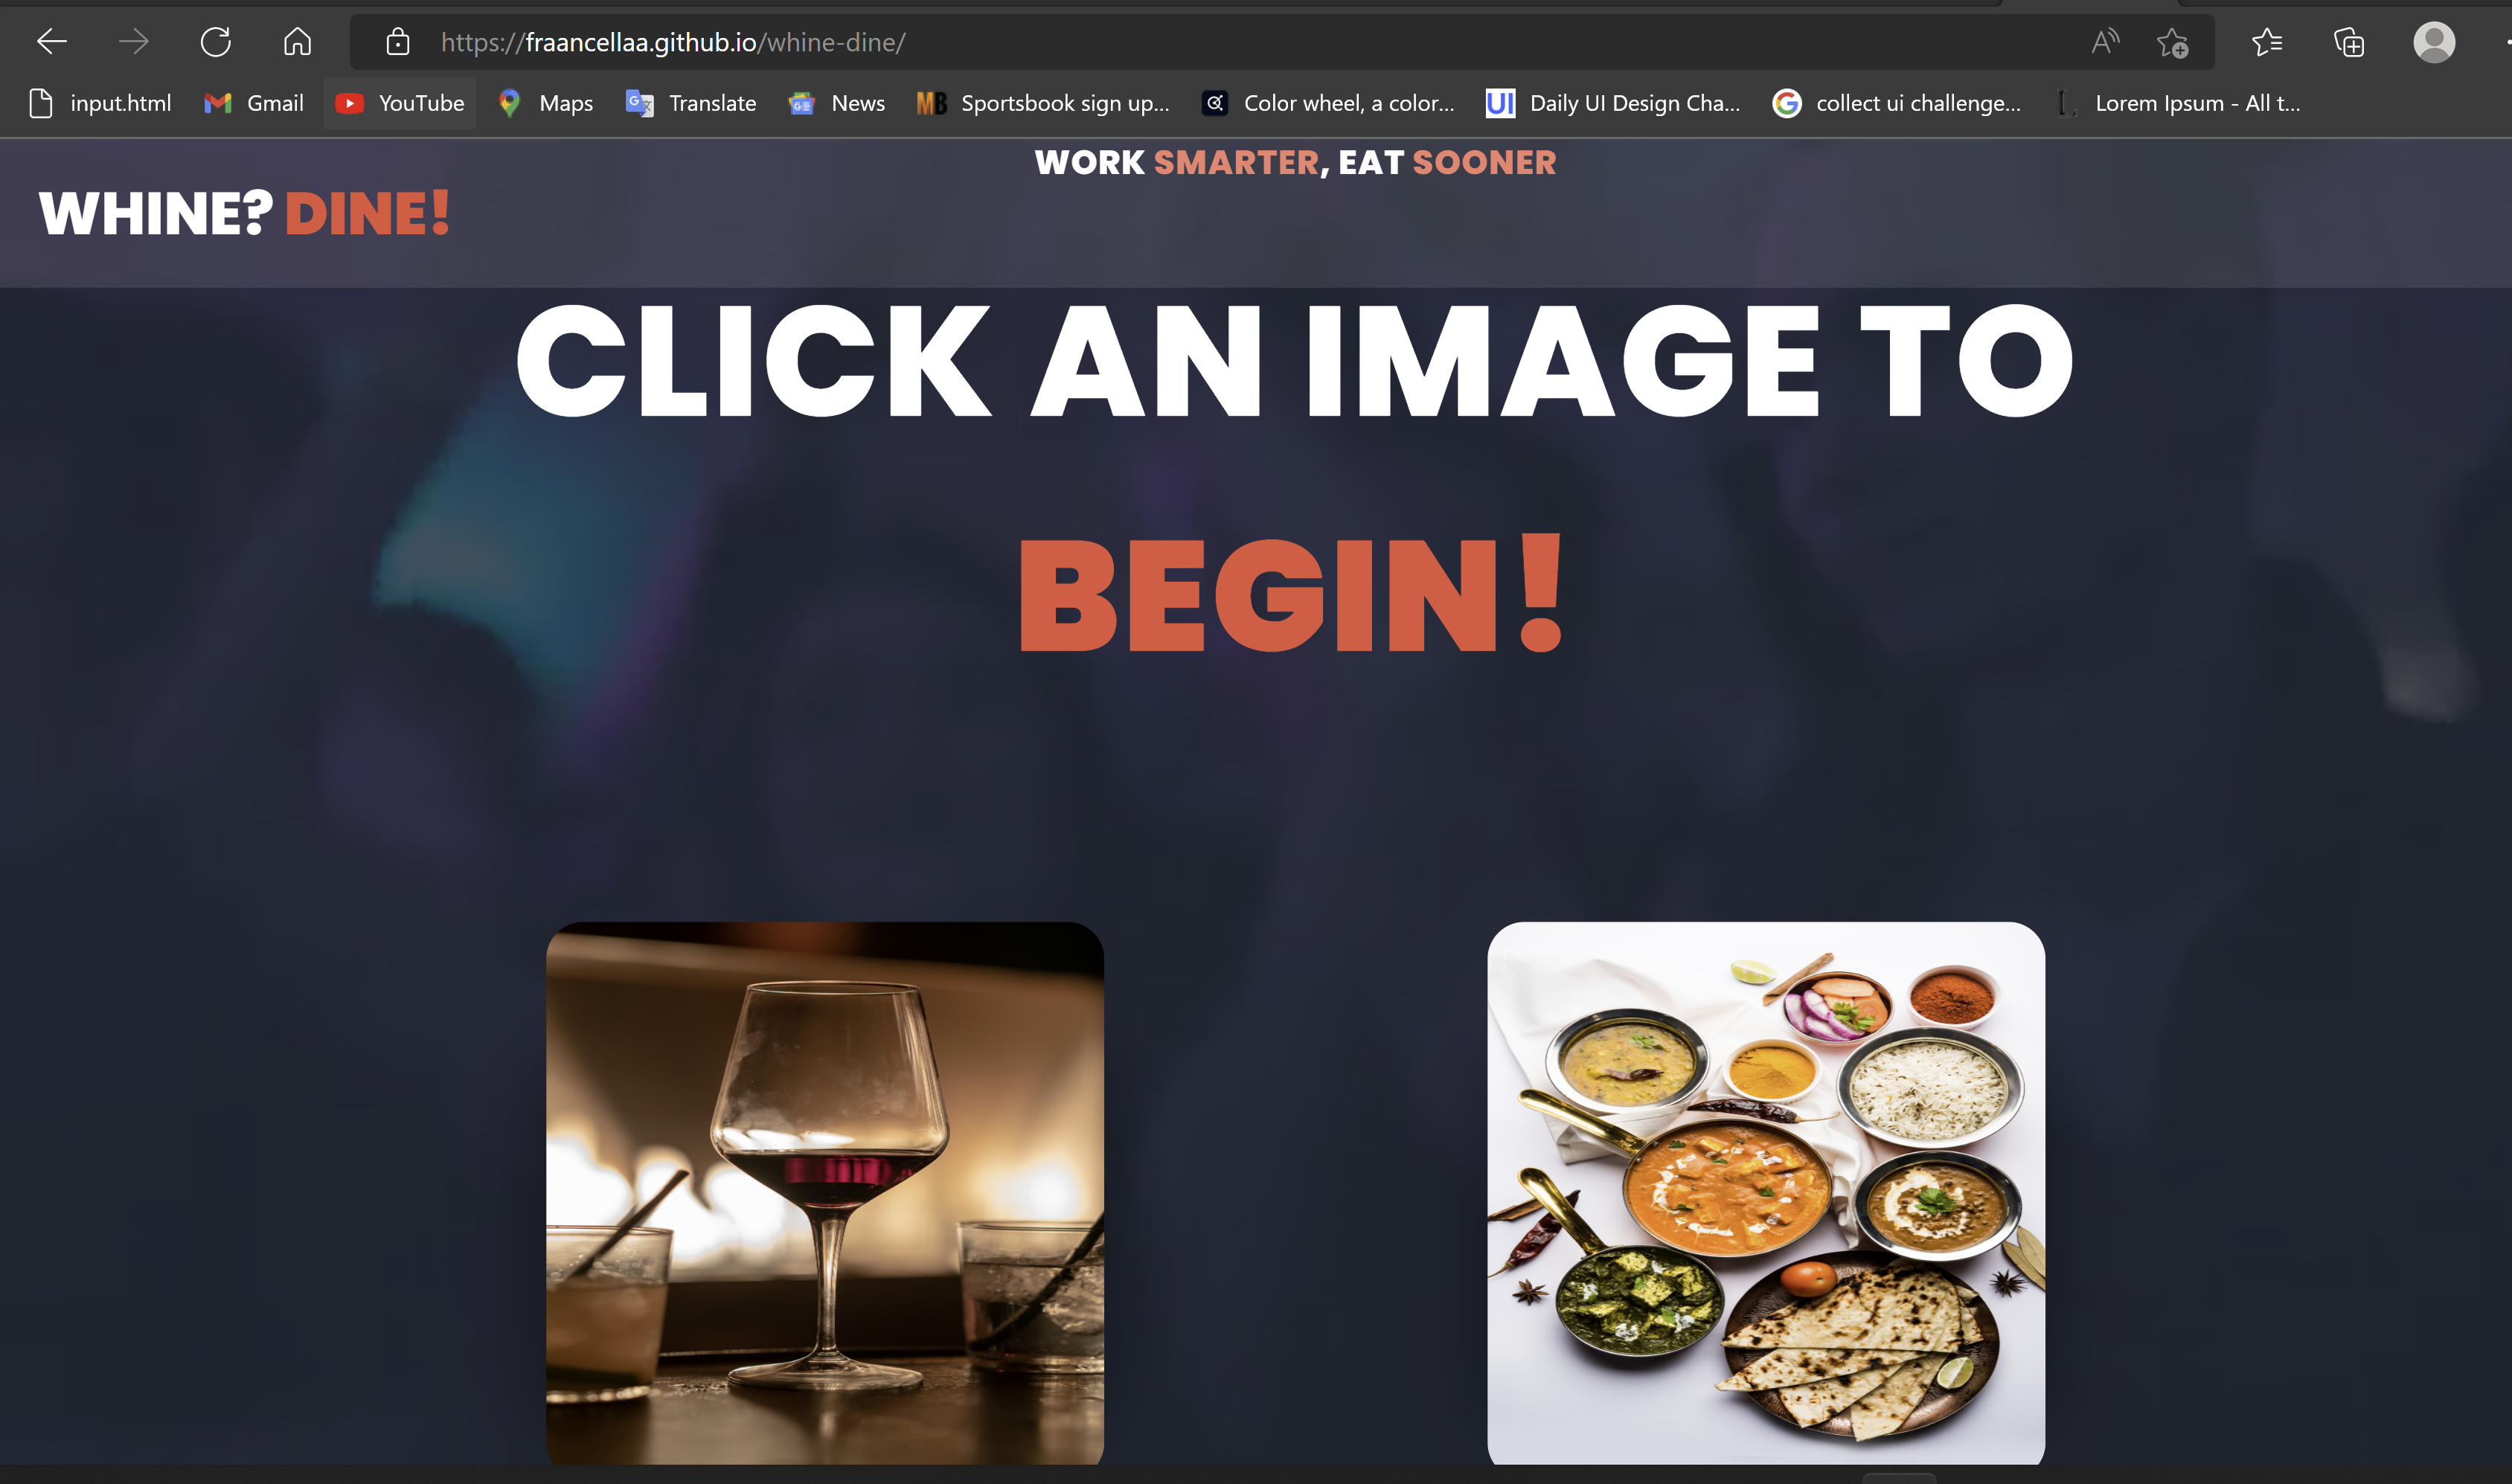 https://fraancellaa.github.io/whine-dine/
input.html Gmail YouTube Maps Translate News MB Sportsbook sign up... Color wheel, a color... UI Daily UI Design Cha... collect ui challenge... Lorem Ipsum - All t...
WORK SMARTER, EAT SOONER
WHINE? DINE!
CLICK AN IMAGE TO
BEGIN!